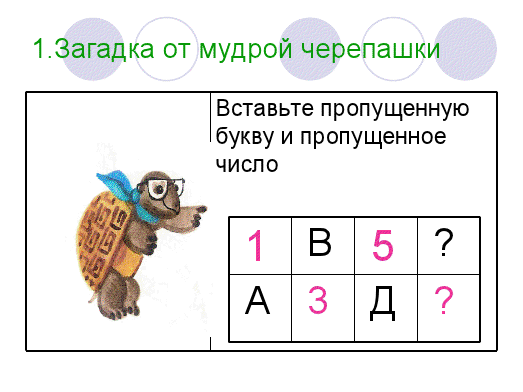 1.Загадка от мудрой черепашки
Вставьте пропущенную
букву и пропущенное
число
1 В 5 ?
А 3 Д ?